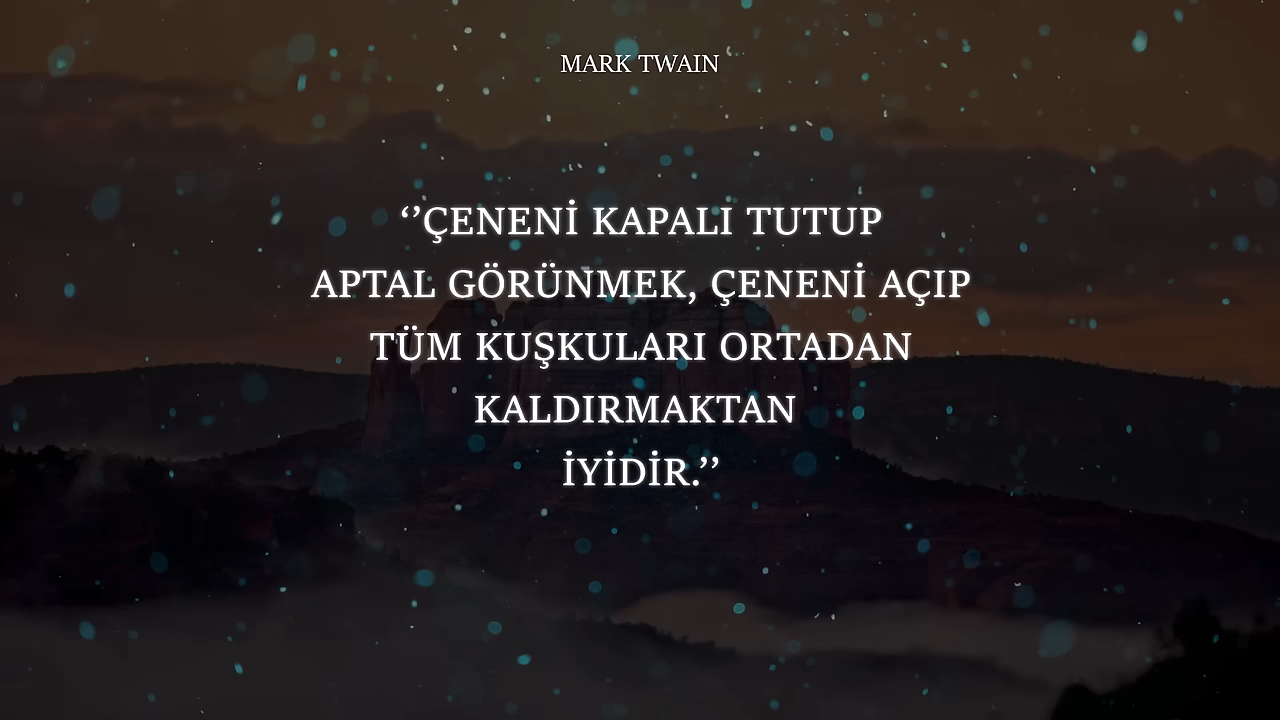 MARK TWAIN
‘’ÇENENİ KAPALI TUTUP
APTAL GÖRÜNMEK, ÇENENİ AÇIP
TÜM KUŞKULARI ORTADAN
KALDIRMAKTAN
İYİDİR.’’